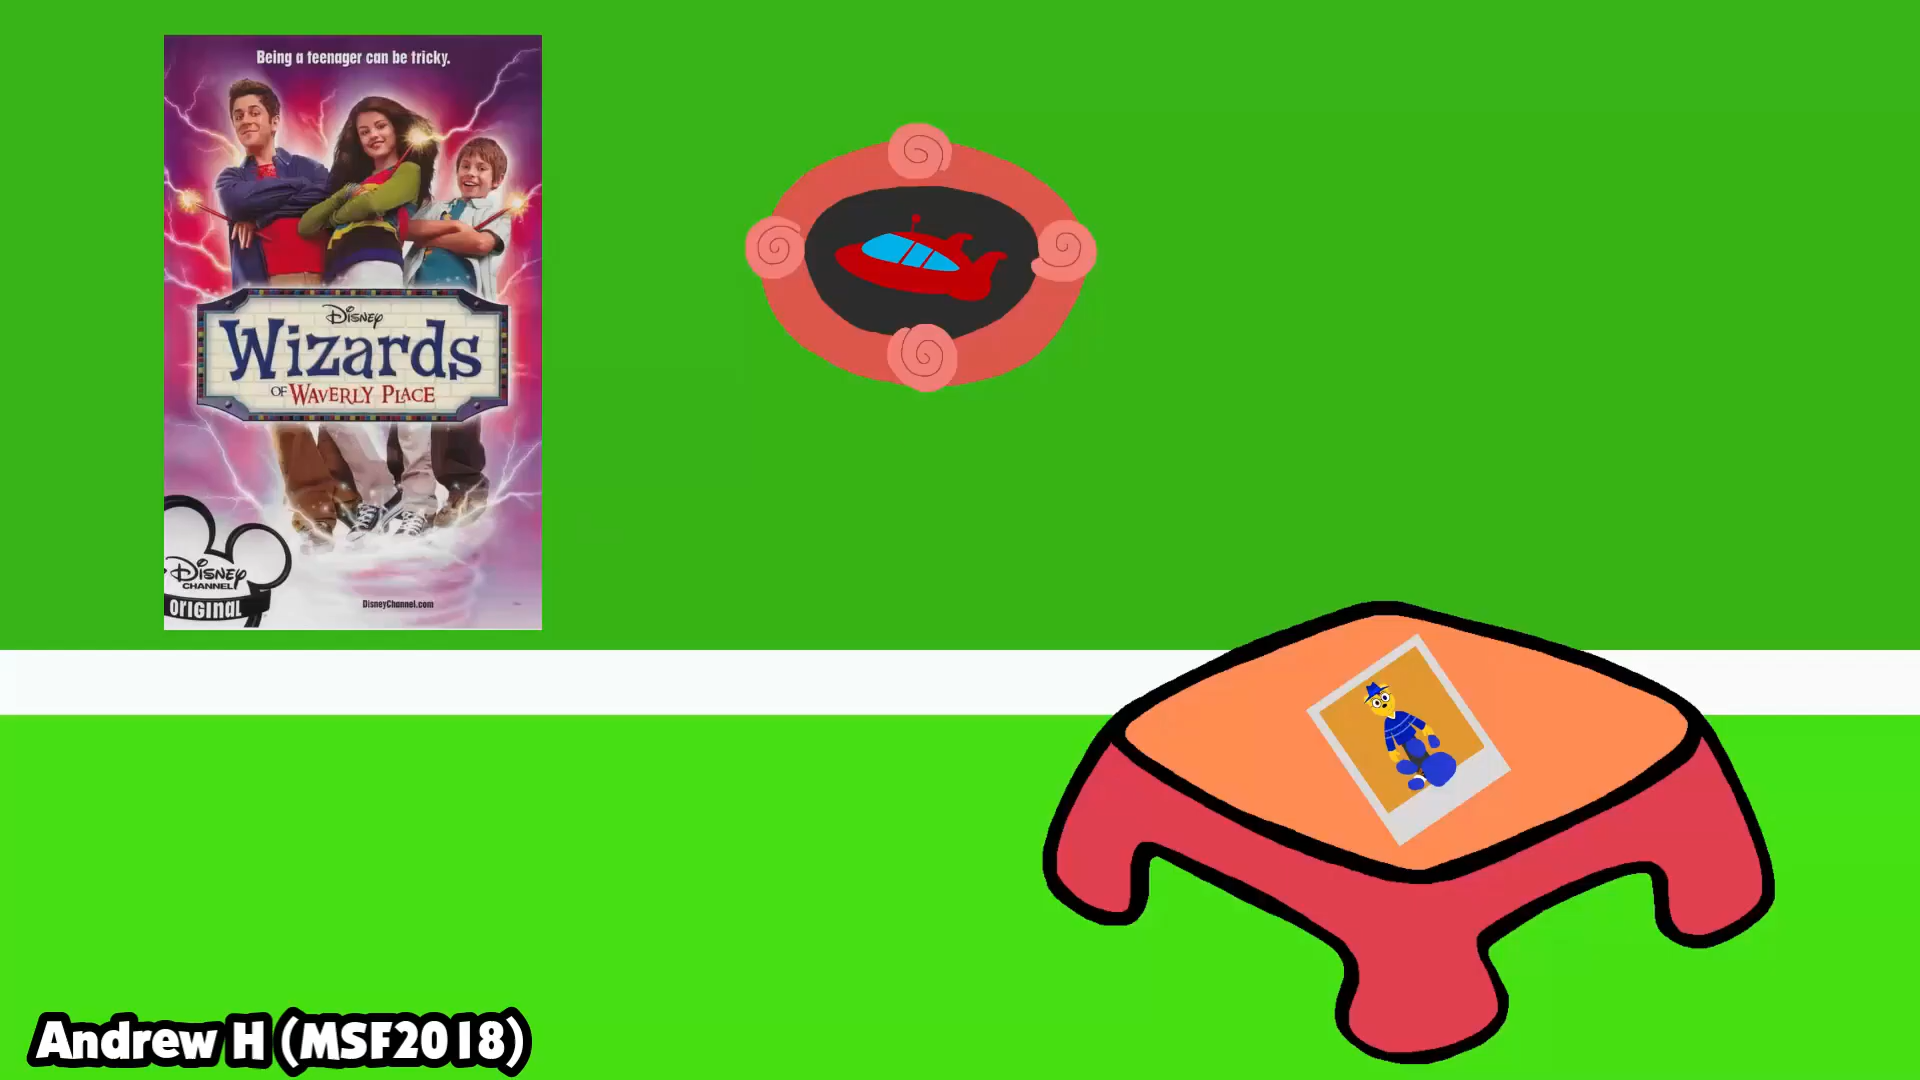 Being a teenager can be tricky.
Disney
Wizards
OF WAVERLY PLACE
Disney
CHANNEL
ORIGINAL
DisneyChannel.com
Andrew H (MSF2018)